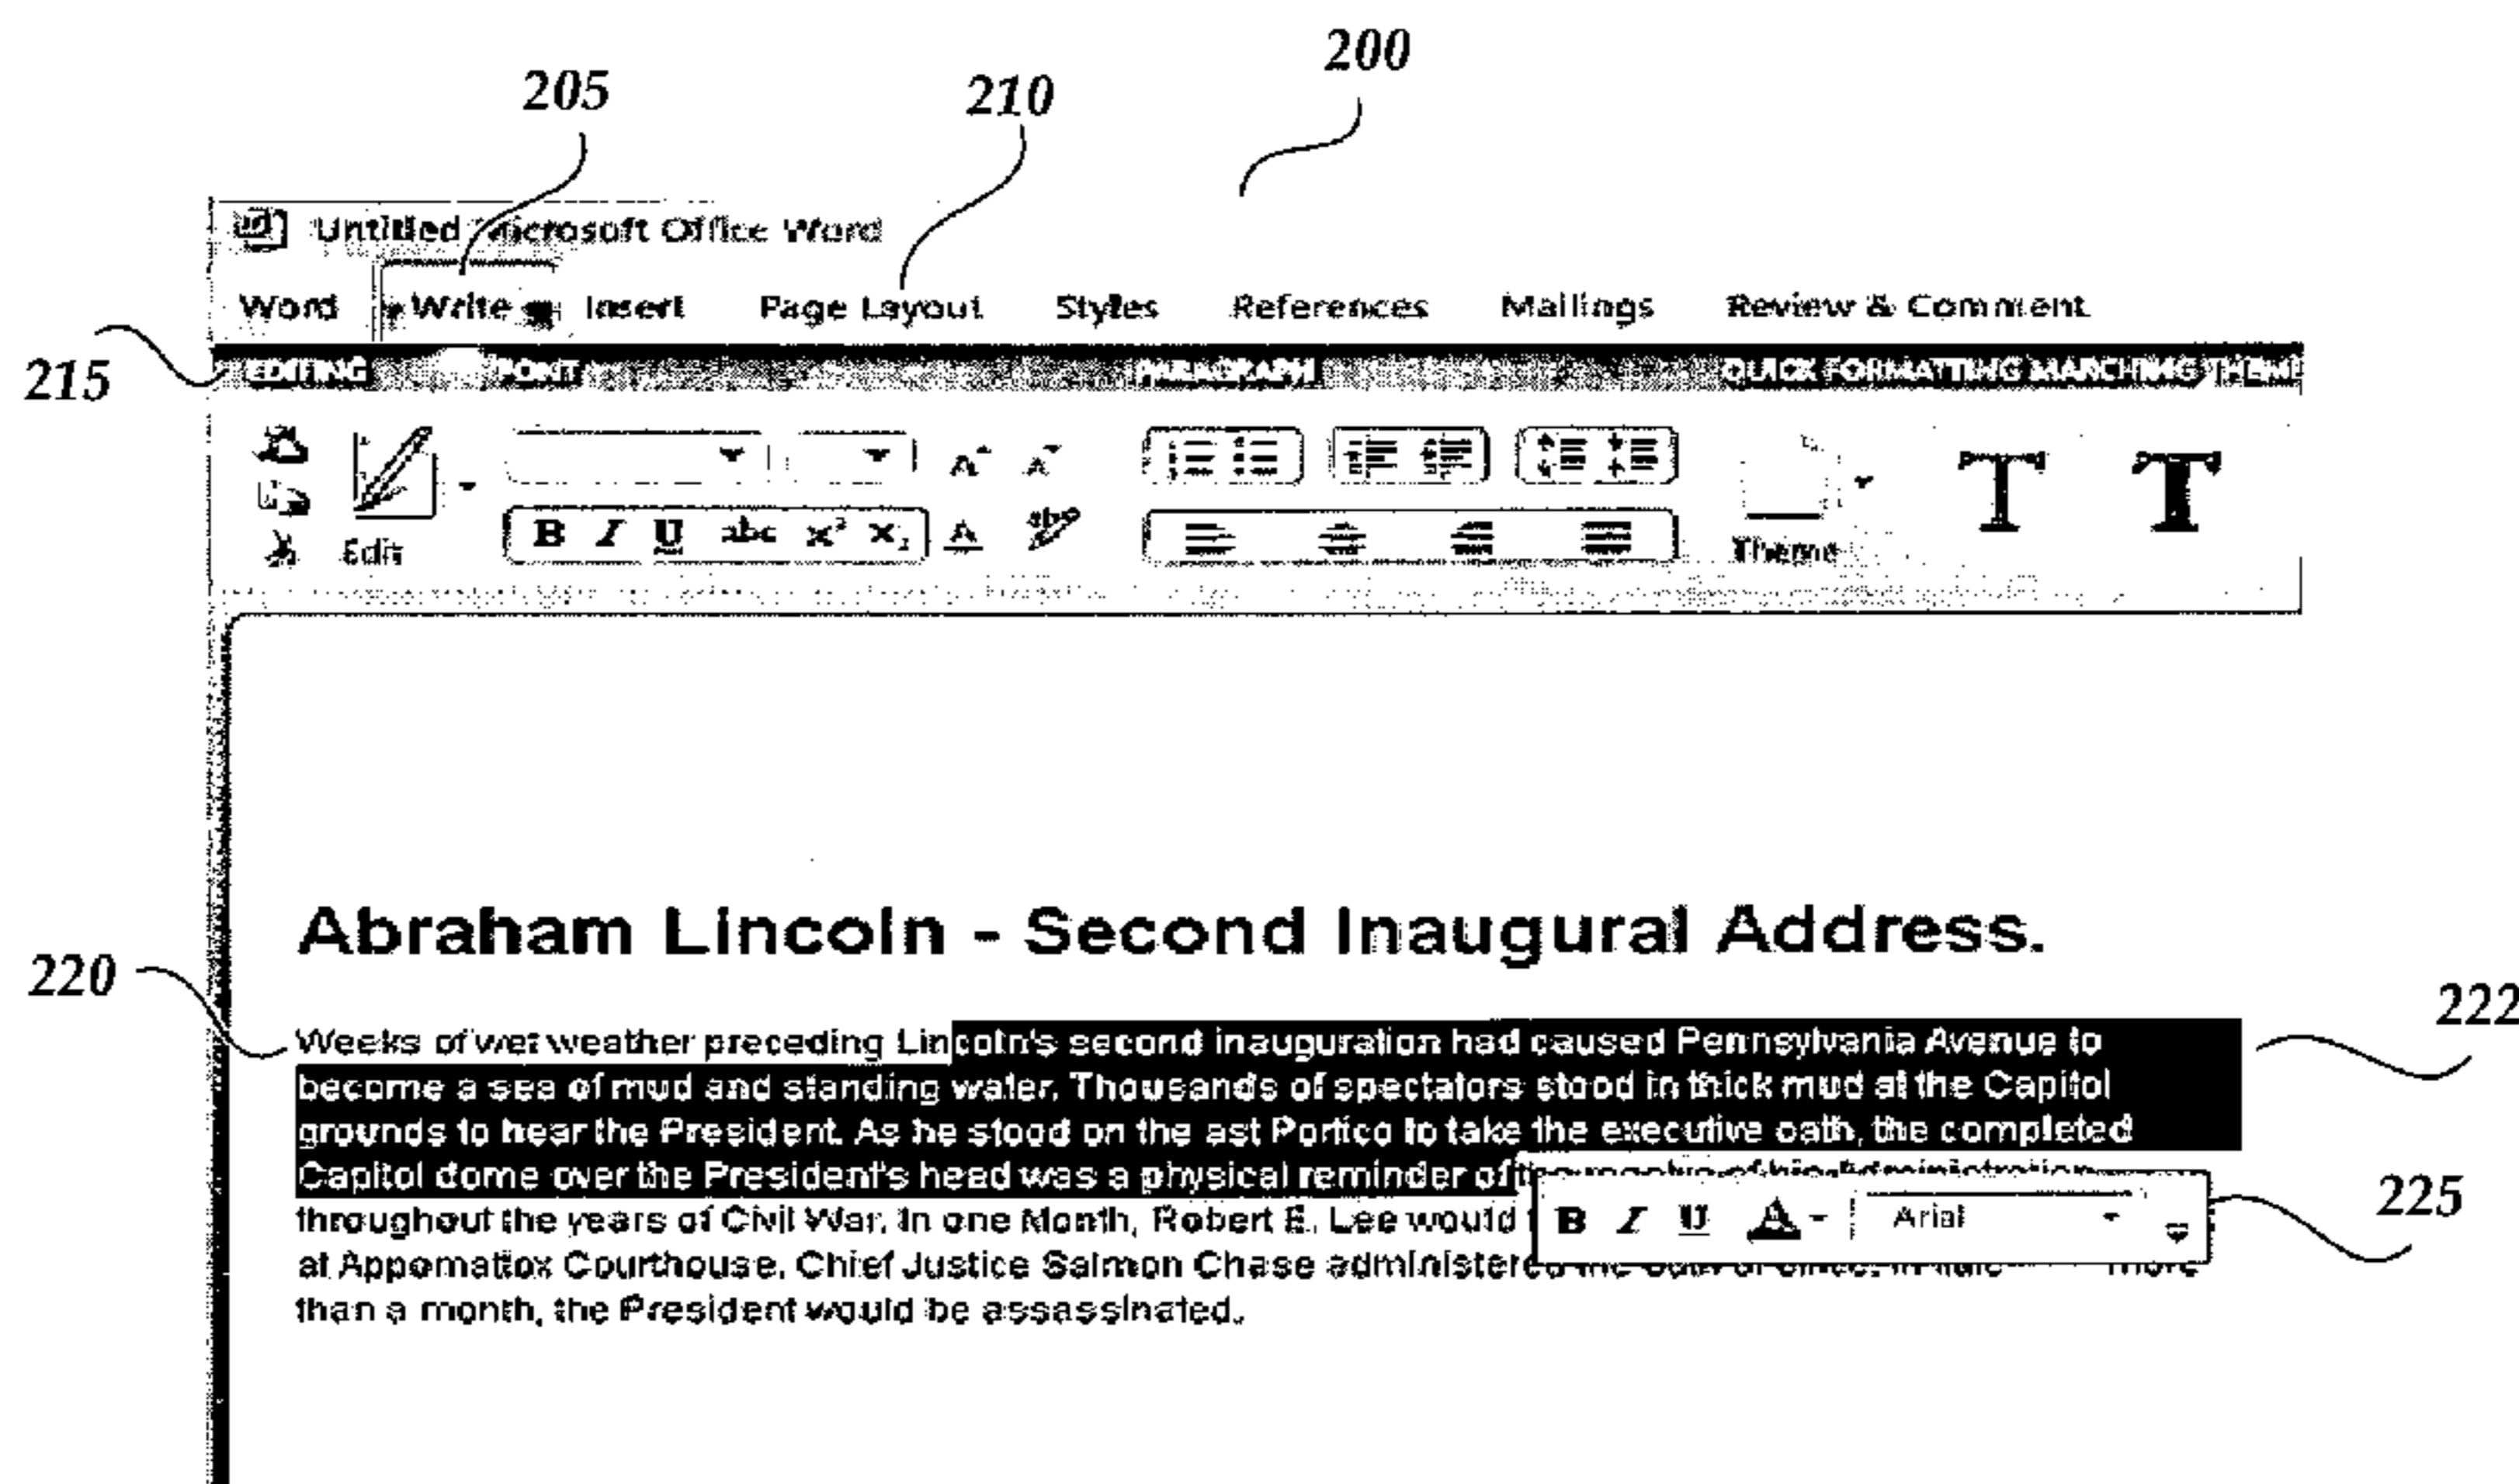 200
205 210
Untitled Microsoft Office Word
Word Write Insert Page Layout Styles References Mailings Review & Comment
215
EDITING FONT PARAGRAPH QUICK FORMATTING MARCHING THEME
A A
B I U abc x² x₂ A ab
Edit Theme T T
Abraham Lincoln - Second Inaugural Address.
220
222
Weeks of wet weather preceding Lincoln's second inauguration had caused Pennsylvania Avenue to
become a sea of mud and standing water. Thousands of spectators stood in thick mud at the Capitol
grounds to hear the President. As he stood on the ast Portico to take the executive oath, the completed
Capitol dome over the President's head was a physical reminder of
225
throughout the years of Civil War. In one Month, Robert E. Lee would
B I U A Arial
at Appomattox Courthouse. Chief Justice Salmon Chase administered more
than a month, the President would be assassinated.